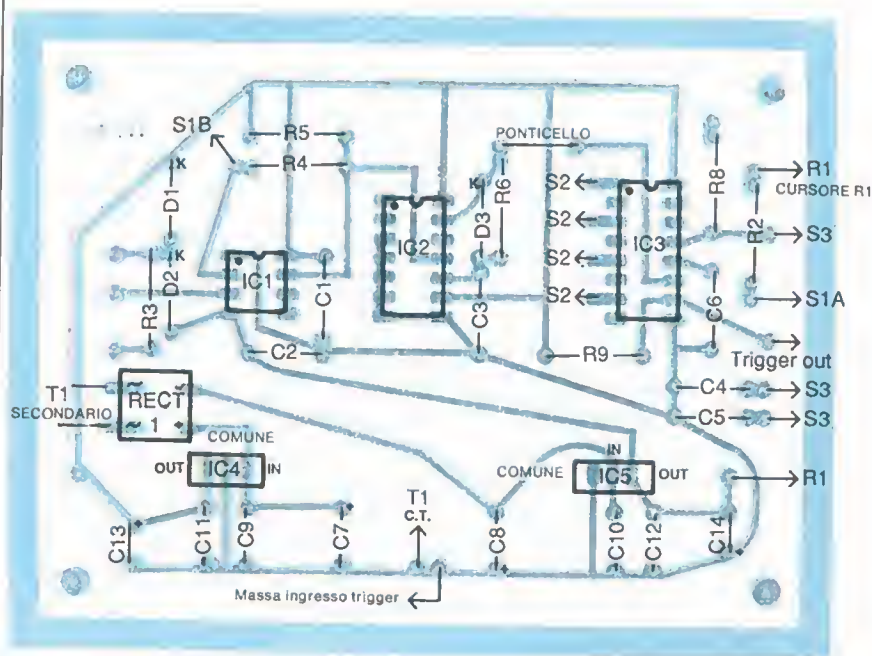 S1B
R5
R4
PONTICELLO
K
D1
K
D2
R3
IC1
C1
C2
IC2
K
D3
R6
C3
S2
S2
S2
S2
IC3
R8
R1
CURSORE R1
R2
S3
S1A
C6
Trigger out
R9
C4
S3
C5
S3
T1
SECONDARIO
~
RECT
~ 1 +
COMUNE
OUT IC4 IN
IN
COMUNE IC5 OUT
R1
T1
C.T.
C13
+
C11
C9
C7
+
C8
+
C10
C12
C14
+
Massa ingresso trigger